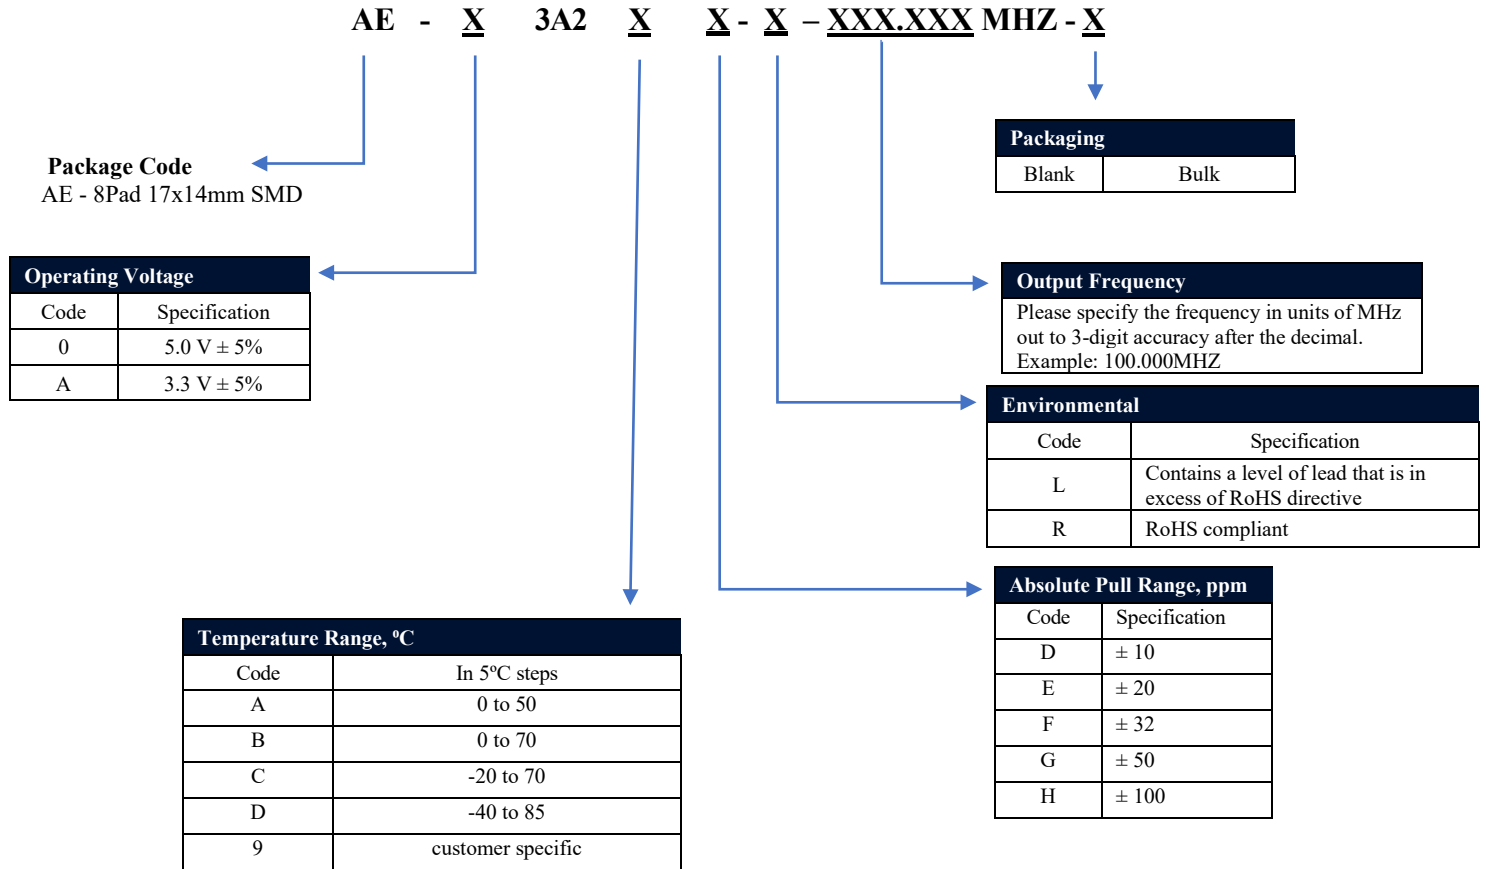 AE - X 3A2 X X - X – XXX.XXX MHZ - X
Package Code
AE - 8Pad 17x14mm SMD
Packaging
Blank Bulk
Operating Voltage
Code Specification
0 5.0 V ± 5%
A 3.3 V ± 5%
Output Frequency
Please specify the frequency in units of MHz
out to 3-digit accuracy after the decimal.
Example: 100.000MHZ
Environmental
Code Specification
L Contains a level of lead that is in
excess of RoHS directive
R RoHS compliant
Absolute Pull Range, ppm
Code Specification
D ± 10
E ± 20
F ± 32
G ± 50
H ± 100
Temperature Range, ºC
Code In 5ºC steps
A 0 to 50
B 0 to 70
C -20 to 70
D -40 to 85
9 customer specific